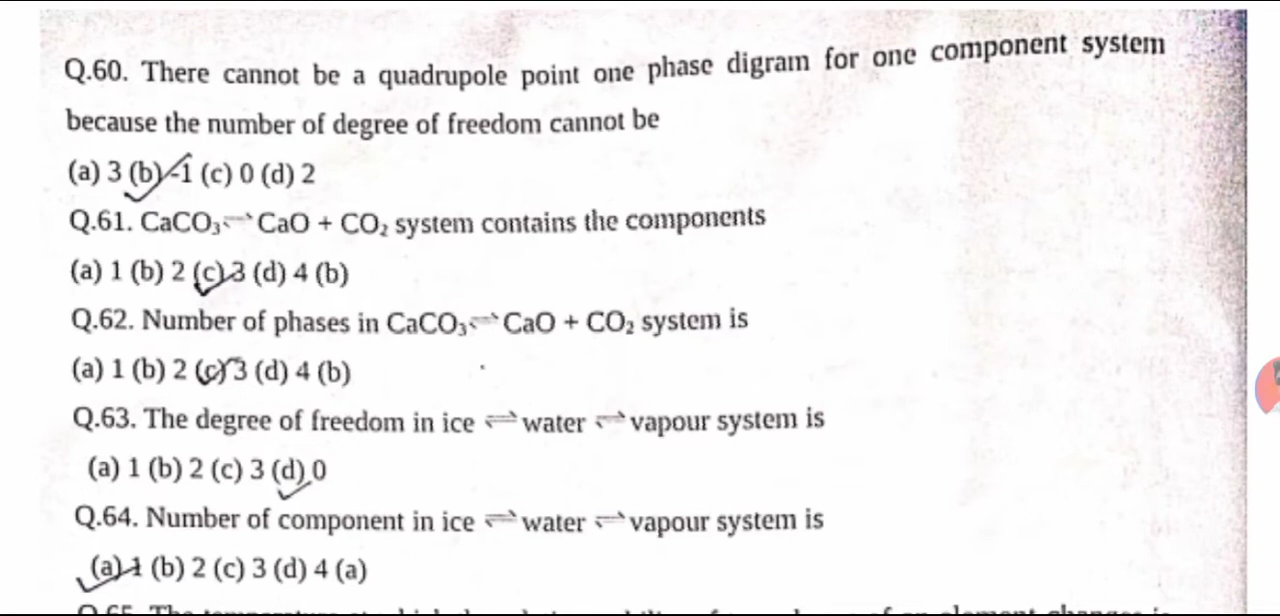 Q.60. There cannot be a quadrupole point one phase digram for one component system
because the number of degree of freedom cannot be
(a) 3 (b) -1 (c) 0 (d) 2
Q.61. CaCO₃ ⇌ CaO + CO₂ system contains the components
(a) 1 (b) 2 (c) 3 (d) 4 (b)
Q.62. Number of phases in CaCO₃ ⇌ CaO + CO₂ system is
(a) 1 (b) 2 (c) 3 (d) 4 (b)
Q.63. The degree of freedom in ice ⇌ water ⇌ vapour system is
(a) 1 (b) 2 (c) 3 (d) 0
Q.64. Number of component in ice ⇌ water ⇌ vapour system is
(a) 1 (b) 2 (c) 3 (d) 4 (a)